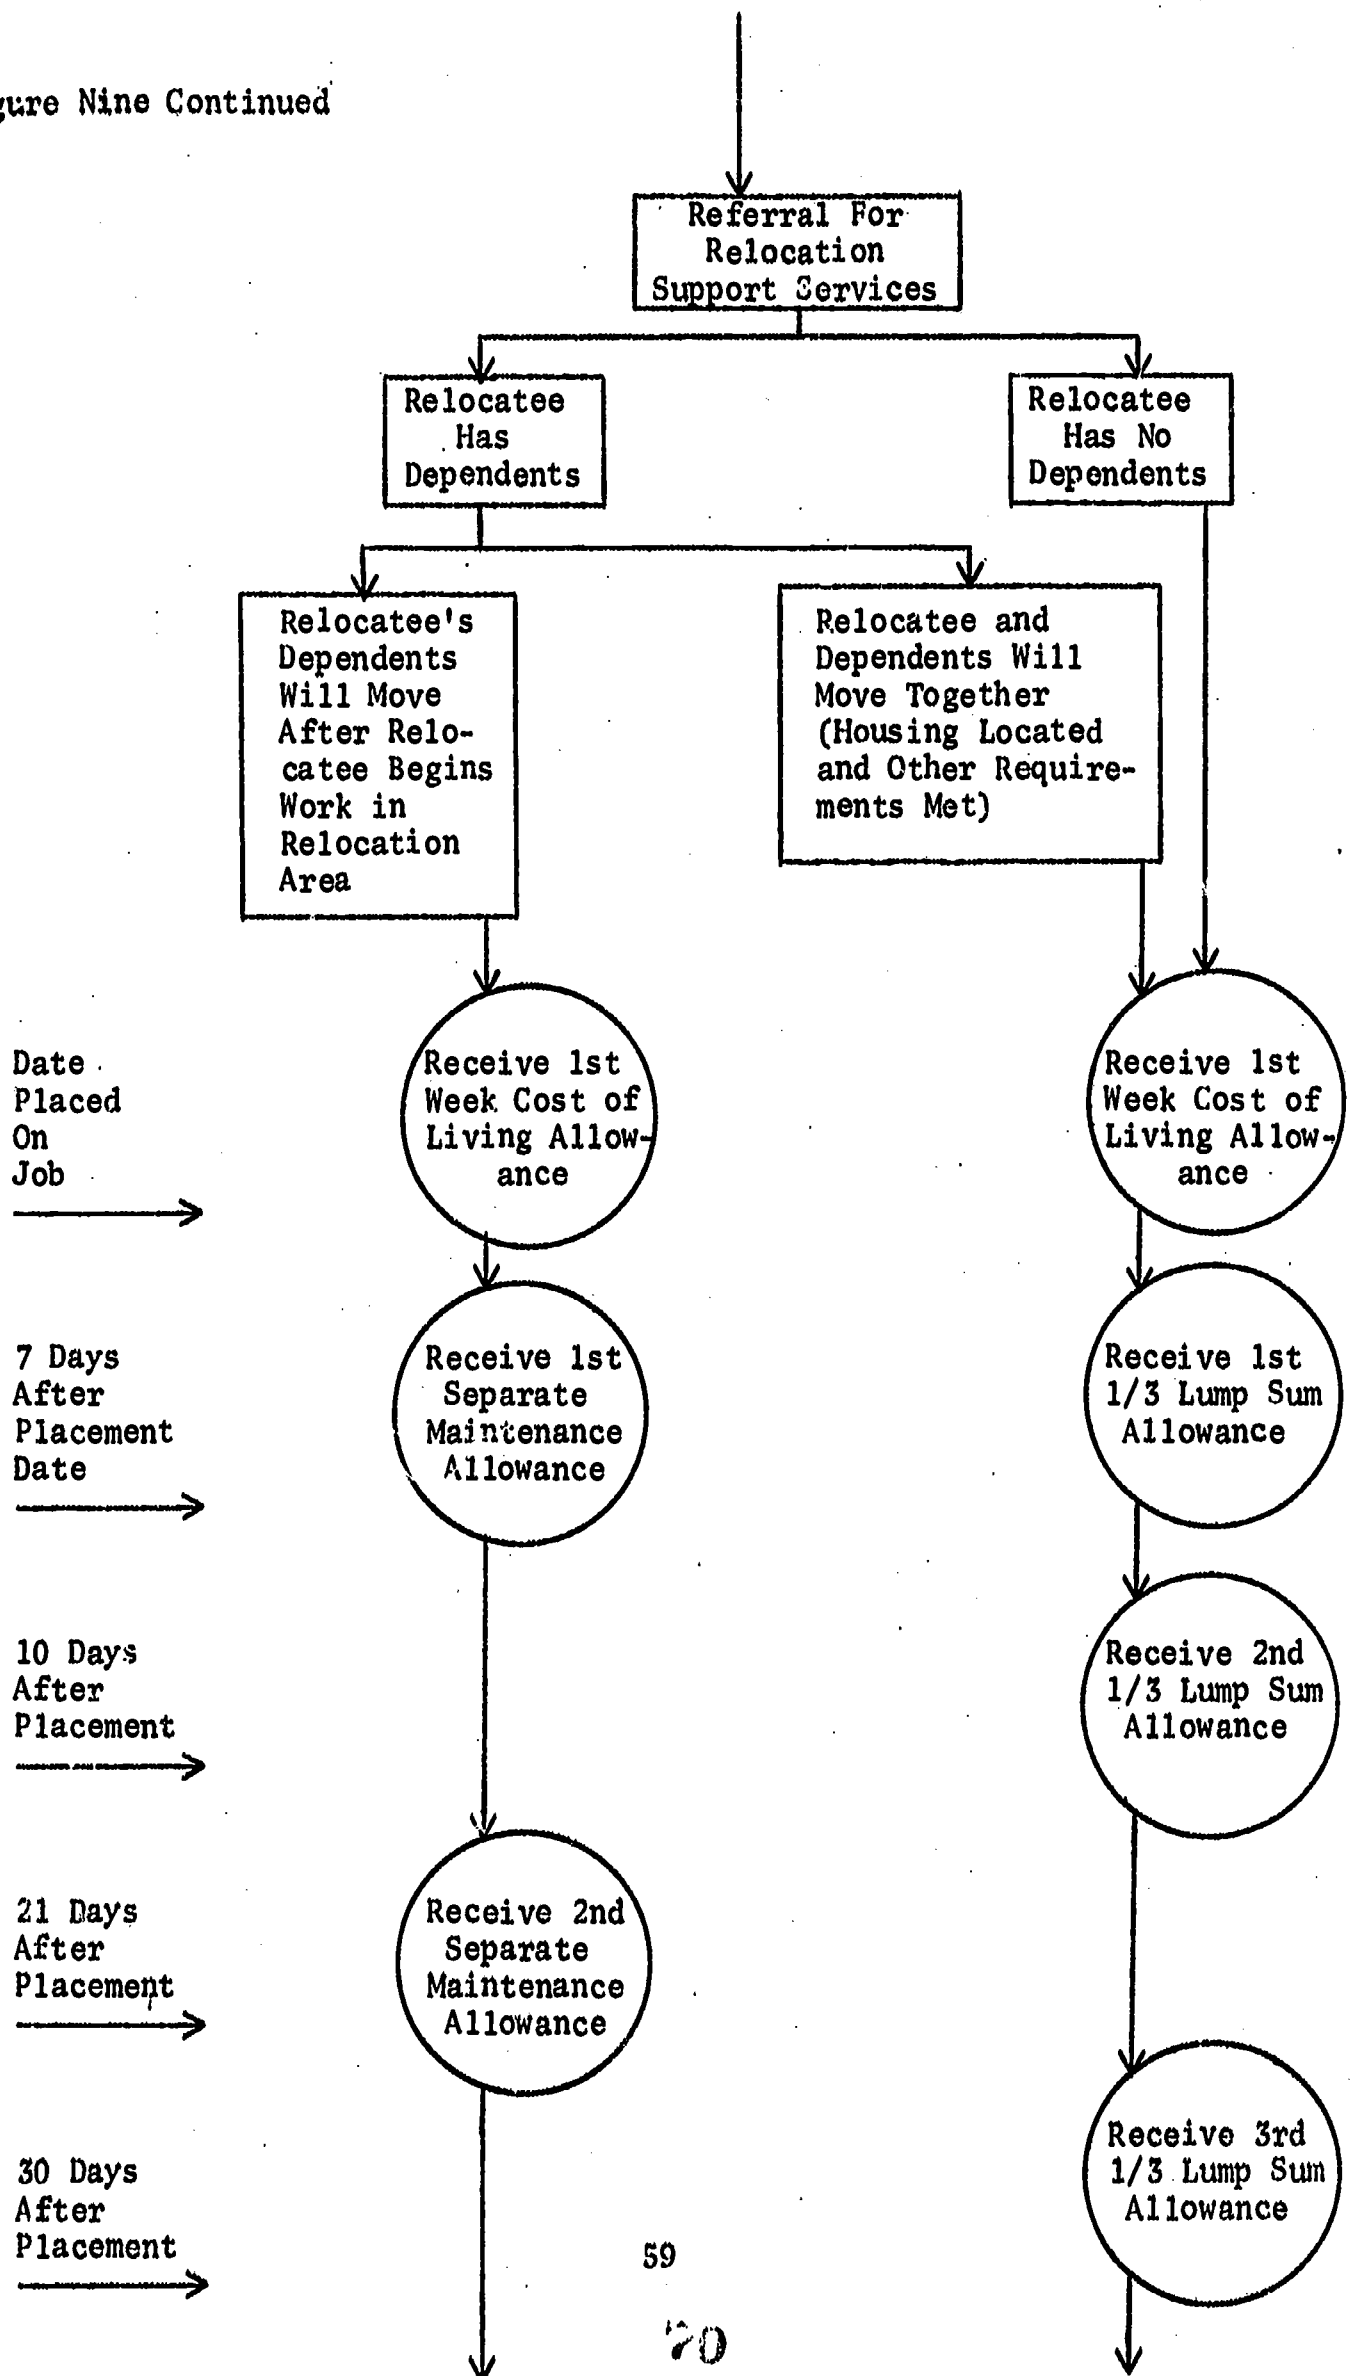 gure Nine Continued
Referral For
Relocation
Support Services
Relocatee
Has
Dependents
Relocatee
Has No
Dependents
Relocatee's
Dependents
Will Move
After Relo-
catee Begins
Work in
Relocation
Area
Relocatee and
Dependents Will
Move Together
(Housing Located
and Other Require-
ments Met)
Date
Placed
On
Job
Receive 1st
Week Cost of
Living Allow-
ance
Receive 1st
Week Cost of
Living Allow-
ance
7 Days
After
Placement
Date
Receive 1st
Separate
Maintenance
Allowance
Receive 1st
1/3 Lump Sum
Allowance
10 Days
After
Placement
Receive 2nd
1/3 Lump Sum
Allowance
21 Days
After
Placement
Receive 2nd
Separate
Maintenance
Allowance
30 Days
After
Placement
Receive 3rd
1/3 Lump Sum
Allowance
59
70